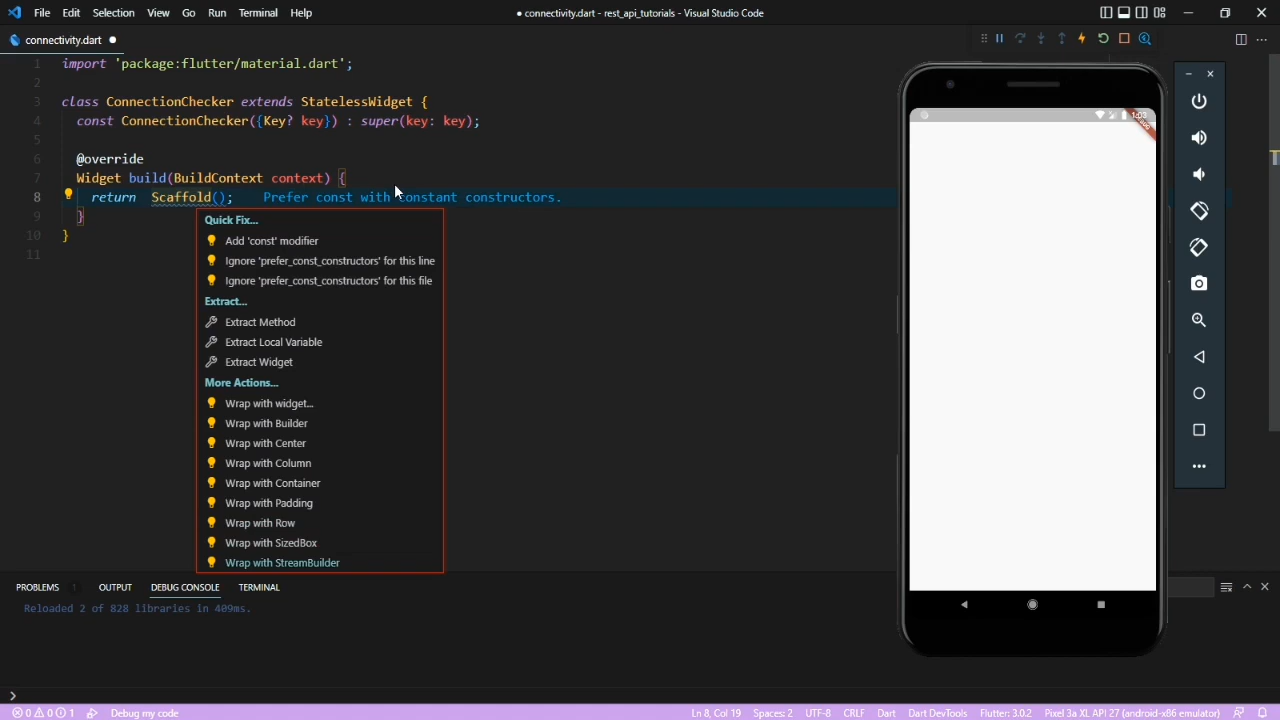 File Edit Selection View Go Run Terminal Help
● connectivity.dart - rest_api_tutorials - Visual Studio Code
connectivity.dart ●
1 import 'package:flutter/material.dart';
2
3 class ConnectionChecker extends StatelessWidget {
4 const ConnectionChecker({Key? key}) : super(key: key);
5
6 @override
7 Widget build(BuildContext context) {
8 return Scaffold(); Prefer const with constant constructors.
9 }
10 }
11
Quick Fix...
Add 'const' modifier
Ignore 'prefer_const_constructors' for this line
Ignore 'prefer_const_constructors' for this file
Extract...
Extract Method
Extract Local Variable
Extract Widget
More Actions...
Wrap with widget...
Wrap with Builder
Wrap with Center
Wrap with Column
Wrap with Container
Wrap with Padding
Wrap with Row
Wrap with SizedBox
Wrap with StreamBuilder
1:03
PROBLEMS 1 OUTPUT DEBUG CONSOLE TERMINAL
Reloaded 2 of 828 libraries in 409ms.
0 0 1 Debug my code
Ln 8, Col 19 Spaces: 2 UTF-8 CRLF Dart Dart DevTools Flutter: 3.0.2 Pixel 3a XL API 27 (android-x86 emulator)